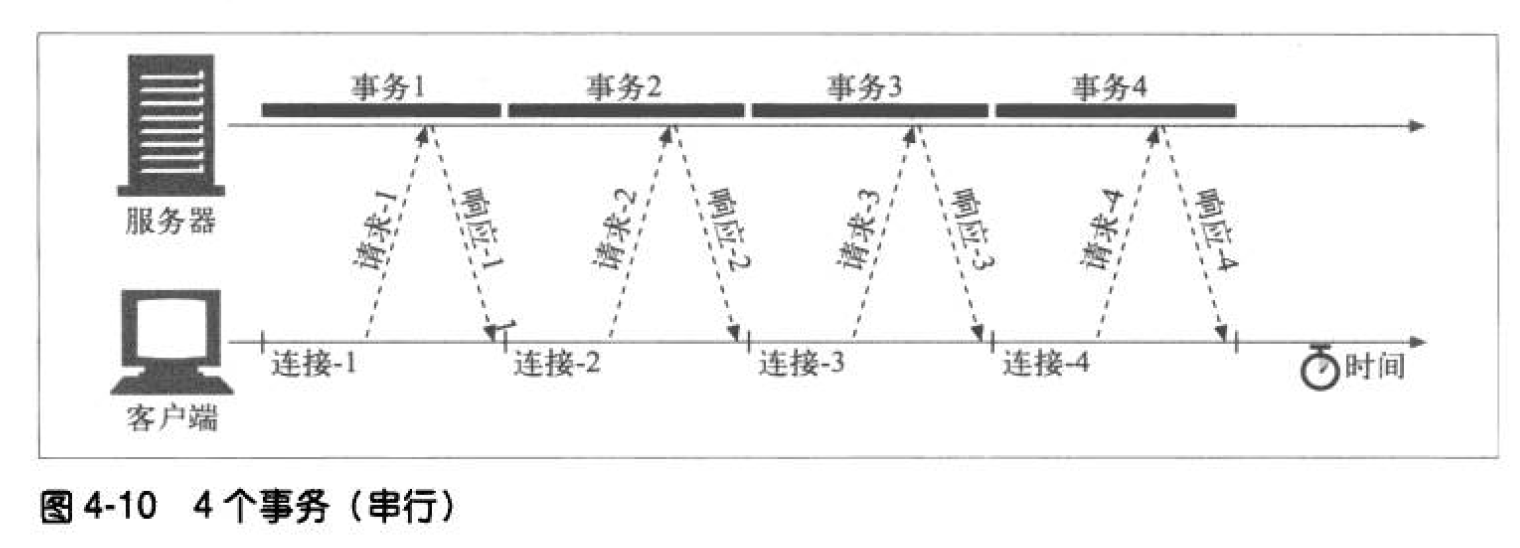 事务1 事务2 事务3 事务4
服务器
请求-1 响应-1 请求-2 响应-2 请求-3 响应-3 请求-4 响应-4
连接-1 连接-2 连接-3 连接-4 时间
客户端
图 4-10 4 个事务（串行）